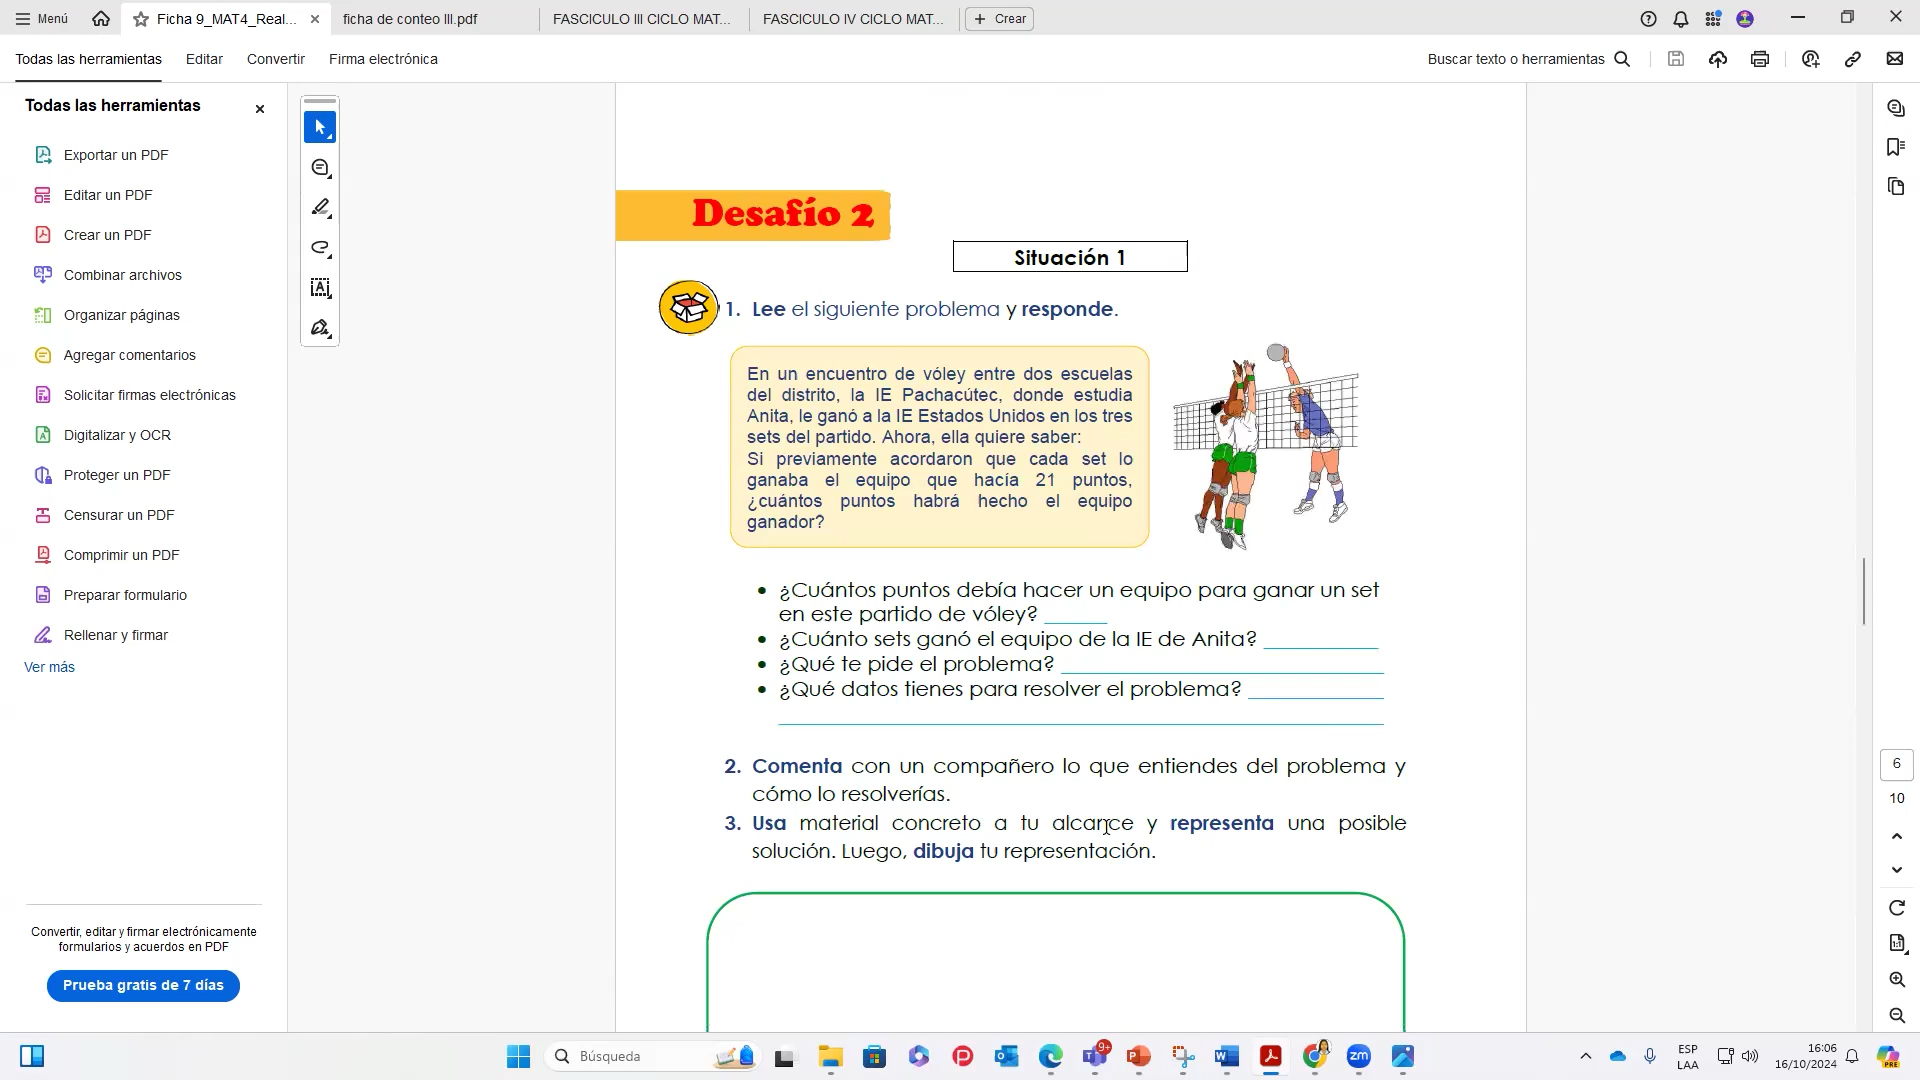 Menú
Ficha 9_MAT4_Real...
ficha de conteo III.pdf
FASCICULO III CICLO MAT...
FASCICULO IV CICLO MAT...
Crear
Todas las herramientas
Editar
Convertir
Firma electrónica
Buscar texto o herramientas
Todas las herramientas
Exportar un PDF
Editar un PDF
Crear un PDF
Combinar archivos
Organizar páginas
Agregar comentarios
Solicitar firmas electrónicas
Digitalizar y OCR
Proteger un PDF
Censurar un PDF
Comprimir un PDF
Preparar formulario
Rellenar y firmar
Ver más
Convertir, editar y firmar electrónicamente
formularios y acuerdos en PDF
Prueba gratis de 7 días
Desafío 2
Situación 1
1. Lee el siguiente problema y responde.
En un encuentro de vóley entre dos escuelas
del distrito, la IE Pachacútec, donde estudia
Anita, le ganó a la IE Estados Unidos en los tres
sets del partido. Ahora, ella quiere saber:
Si previamente acordaron que cada set lo
ganaba el equipo que hacía 21 puntos,
¿cuántos puntos habrá hecho el equipo
ganador?
• ¿Cuántos puntos debía hacer un equipo para ganar un set
en este partido de vóley? ______
• ¿Cuánto sets ganó el equipo de la IE de Anita? ___________
• ¿Qué te pide el problema? _______________________________
• ¿Qué datos tienes para resolver el problema? _____________
2. Comenta con un compañero lo que entiendes del problema y
cómo lo resolverías.
3. Usa material concreto a tu alcance y representa una posible
solución. Luego, dibuja tu representación.
6
10
1:1
Búsqueda
9+
zm
ESP
LAA
16:06
16/10/2024
PRE